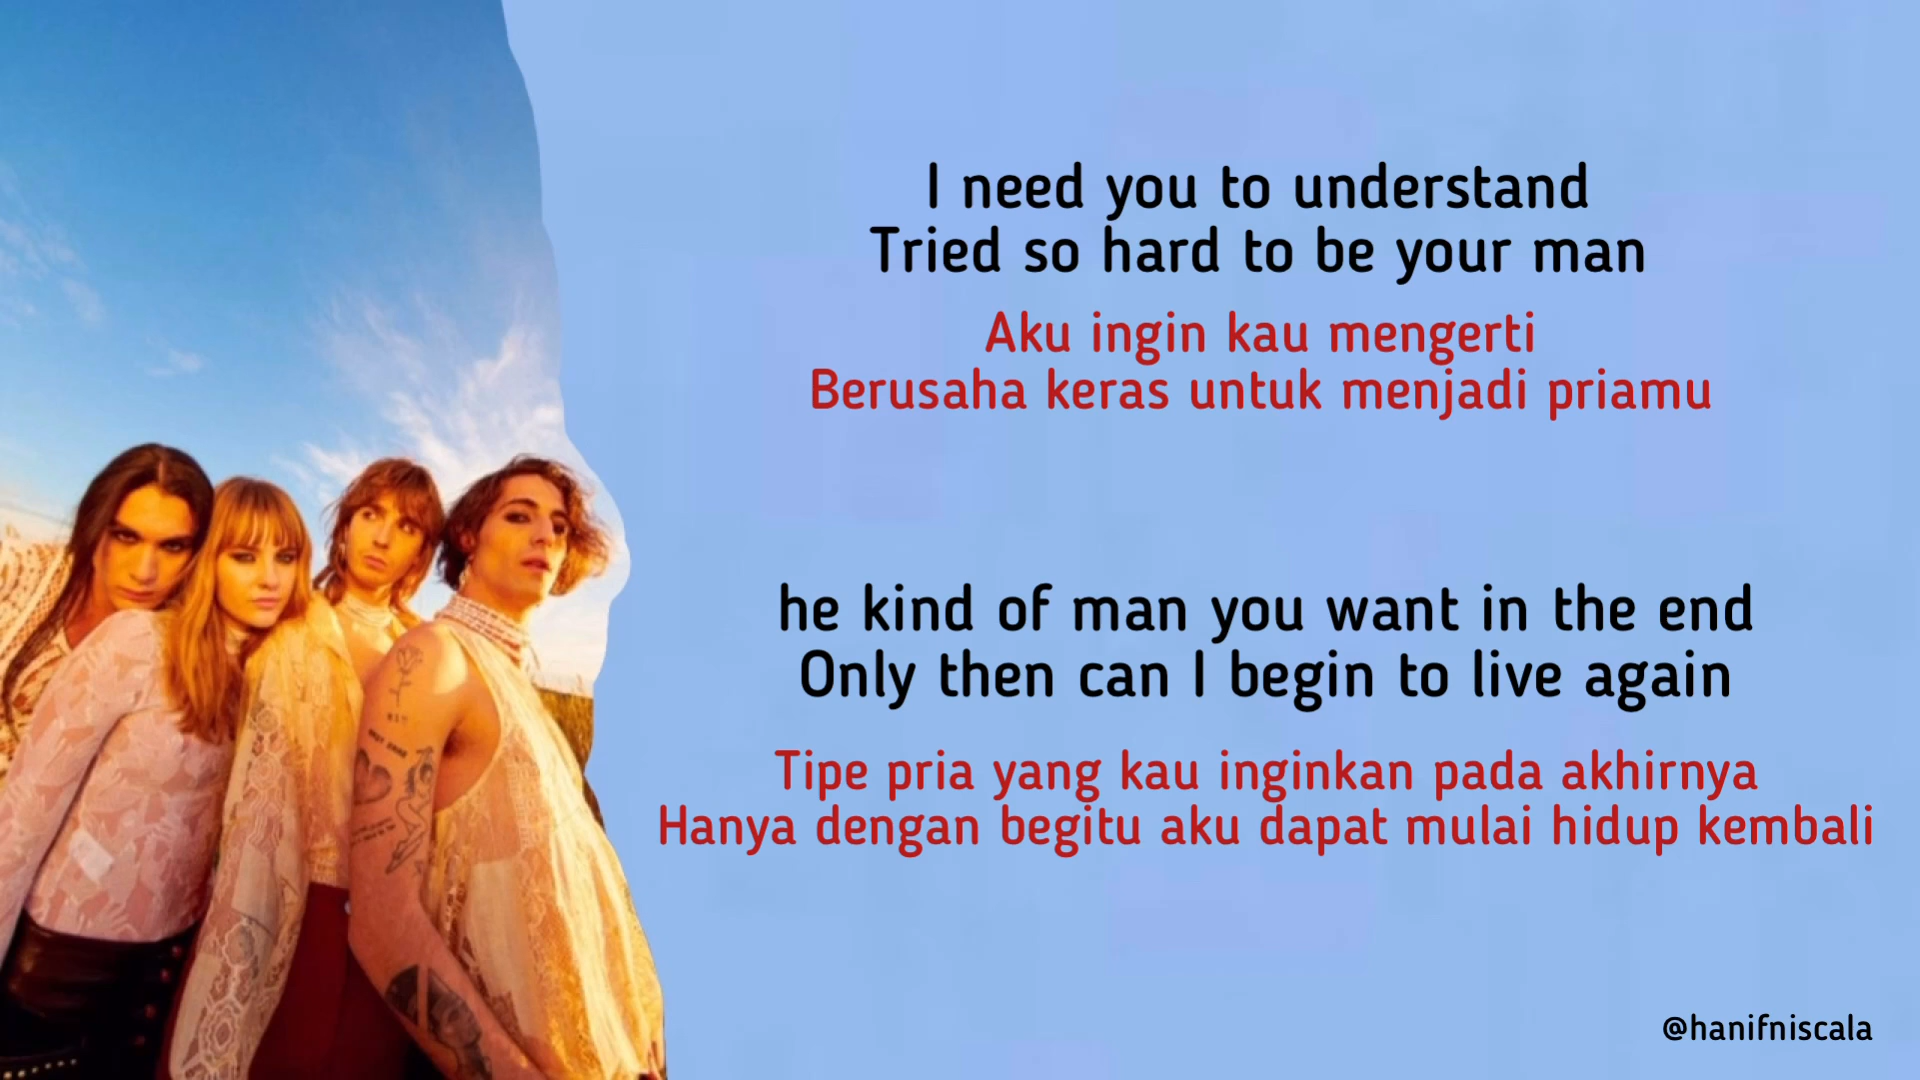 I need you to understand
Tried so hard to be your man
Aku ingin kau mengerti
Berusaha keras untuk menjadi priamu
he kind of man you want in the end
Only then can I begin to live again
Tipe pria yang kau inginkan pada akhirnya
Hanya dengan begitu aku dapat mulai hidup kembali
@hanifniscala